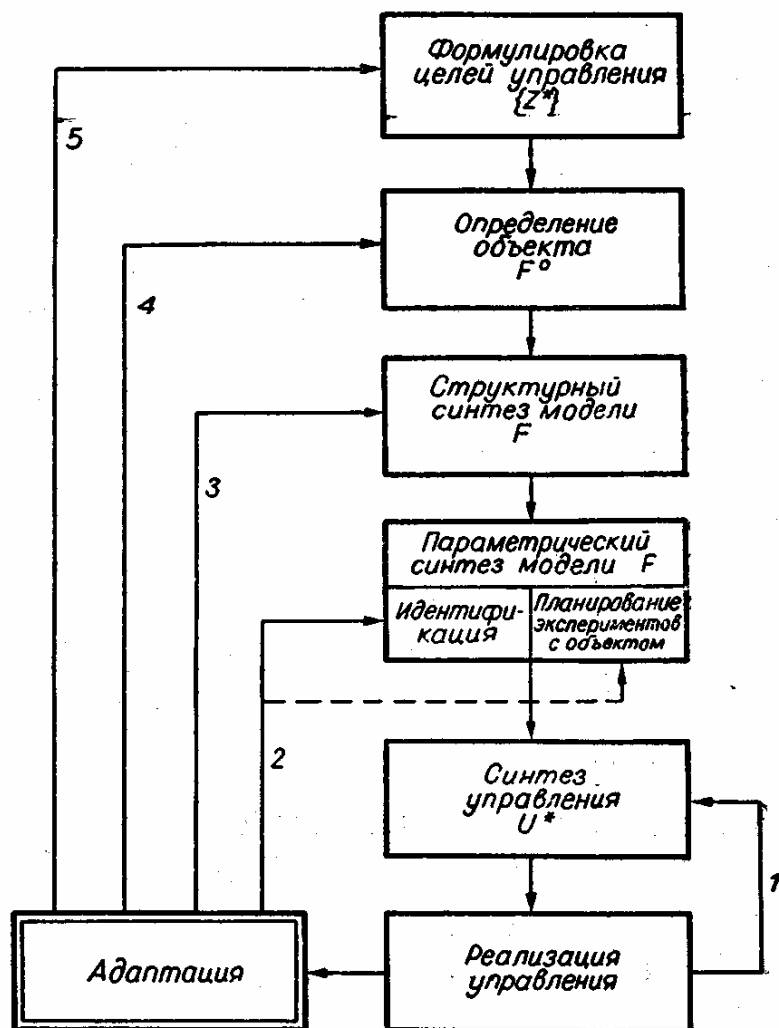 Формулировка
целей управления
{Z*}
5
Определение
объекта
F°
4
Структурный
синтез модели
F
3
Параметрический
синтез модели F
Идентифи-
кация
Планирование
экспериментов
с объектом
2
Синтез
управления
U*
1
Адаптация
Реализация
управления